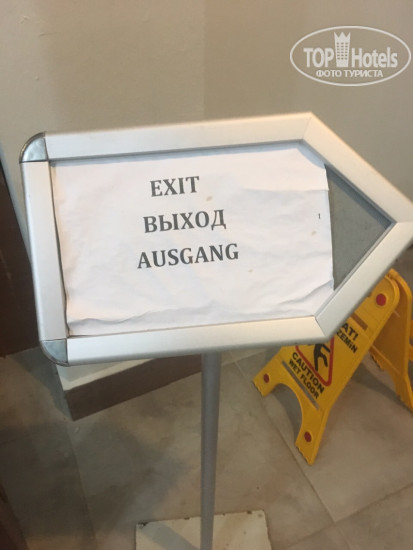 TOP Hotels
ФОТО ТУРИСТА
EXIT
ВЫХОД
AUSGANG
CAUTION
WET FLOOR